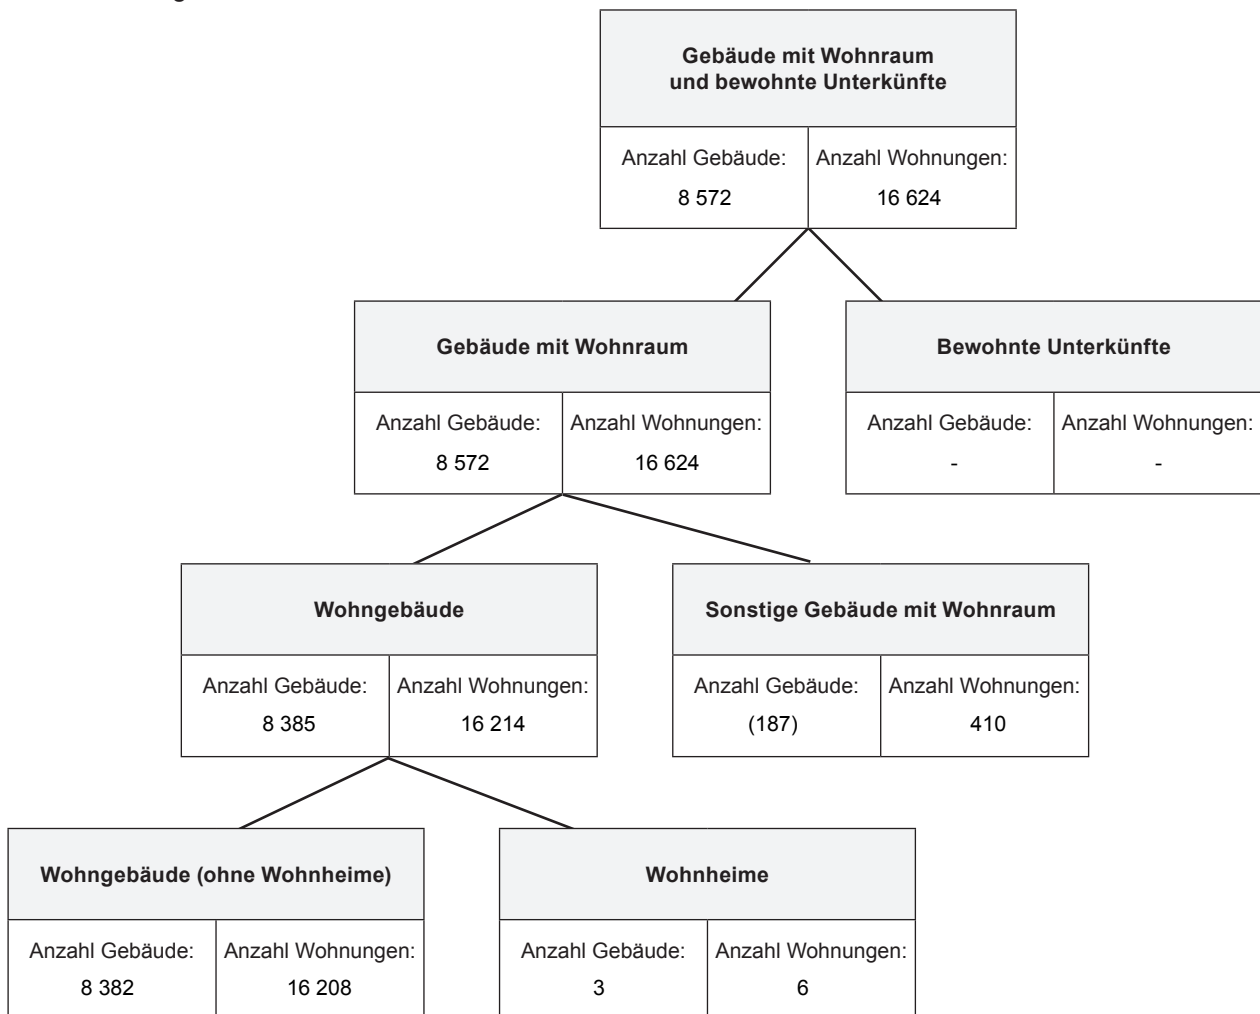 Gebäude mit Wohnraum
und bewohnte Unterkünfte
Anzahl Gebäude: Anzahl Wohnungen:
8 572 16 624
Gebäude mit Wohnraum
Anzahl Gebäude: Anzahl Wohnungen:
8 572 16 624
Bewohnte Unterkünfte
Anzahl Gebäude: Anzahl Wohnungen:
- -
Wohngebäude
Anzahl Gebäude: Anzahl Wohnungen:
8 385 16 214
Sonstige Gebäude mit Wohnraum
Anzahl Gebäude: Anzahl Wohnungen:
(187) 410
Wohngebäude (ohne Wohnheime)
Anzahl Gebäude: Anzahl Wohnungen:
8 382 16 208
Wohnheime
Anzahl Gebäude: Anzahl Wohnungen:
3 6